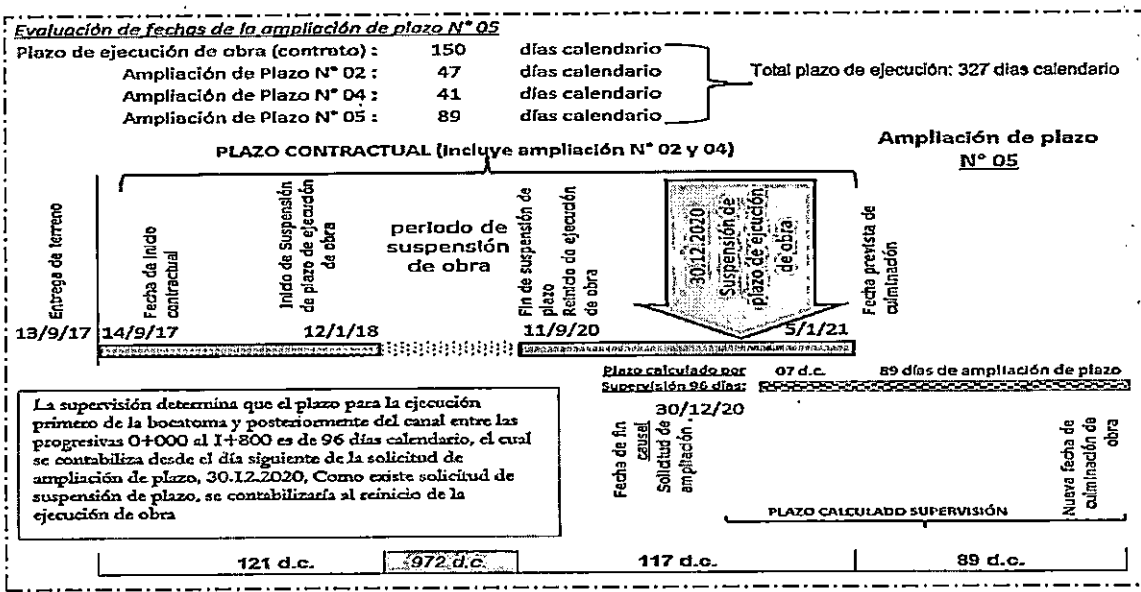 Evaluación de fechas de la ampliación de plazo N° 05
Plazo de ejecución de obra (contrato) : 150 días calendario
Ampliación de Plazo N° 02 : 47 días calendario
Ampliación de Plazo N° 04 : 41 días calendario
Ampliación de Plazo N° 05 : 89 días calendario
Total plazo de ejecución: 327 dias calendario
PLAZO CONTRACTUAL (Incluye ampliación N° 02 y 04)
Ampliación de plazo
N° 05
Entrega de terreno
Fecha de Inicio
contractual
Inicio de Suspensión
de plazo de ejecución
de obra
periodo de
suspensión
de obra
Fin de suspensión de
plazo
Reinicio de ejecución
de obra
30.12.2020
Suspensión de
plazo de ejcución
de obra
Fecha prevista de
culminación
13/9/17
14/9/17
12/1/18
11/9/20
5/1/21
Plazo calculado por
Supervisión 96 días:
07 d.c.
89 días de ampliación de plazo
La supervisión determina que el plazo para la ejecución
primero de la bocatoma y posteriormente del canal entre las
progresivas 0+000 al 1+800 es de 96 días calendario, el cual
se contabiliza desde el día siguiente de la solicitud de
ampliación de plazo, 30.12.2020, Como existe solicitud de
suspensión de plazo, se contabilizaría al reinicio de la
ejecución de obra
30/12/20
Fecha de fin
causal
Solicitud de
ampliación
Nueva fecha de
culminación de
obra
PLAZO CALCULADO SUPERVISIÓN
121 d.c.
972 d.c.
117 d.c.
89 d.c.